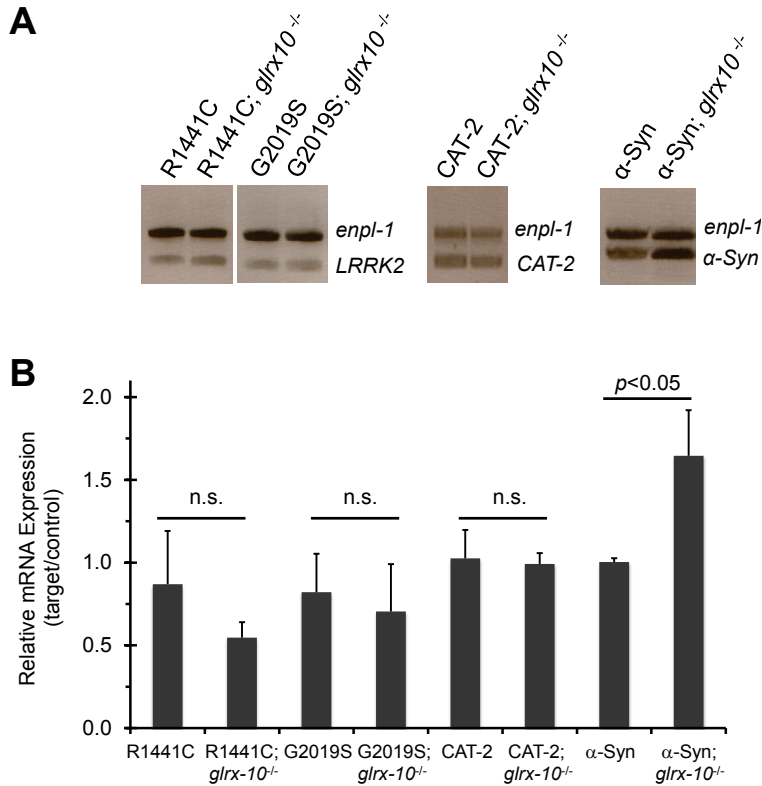 A
R1441C
R1441C; glrx10 -/-
G2019S
G2019S; glrx10 -/-
CAT-2
CAT-2; glrx10 -/-
α-Syn
α-Syn; glrx10 -/-
enpl-1
LRRK2
enpl-1
CAT-2
enpl-1
α-Syn
B
Relative mRNA Expression
(target/control)
2.0
1.5
1.0
0.5
0.0
n.s.
n.s.
n.s.
p<0.05
R1441C
R1441C;
glrx-10-/-
G2019S
G2019S;
glrx-10-/-
CAT-2
CAT-2;
glrx-10-/-
α-Syn
α-Syn;
glrx-10-/-